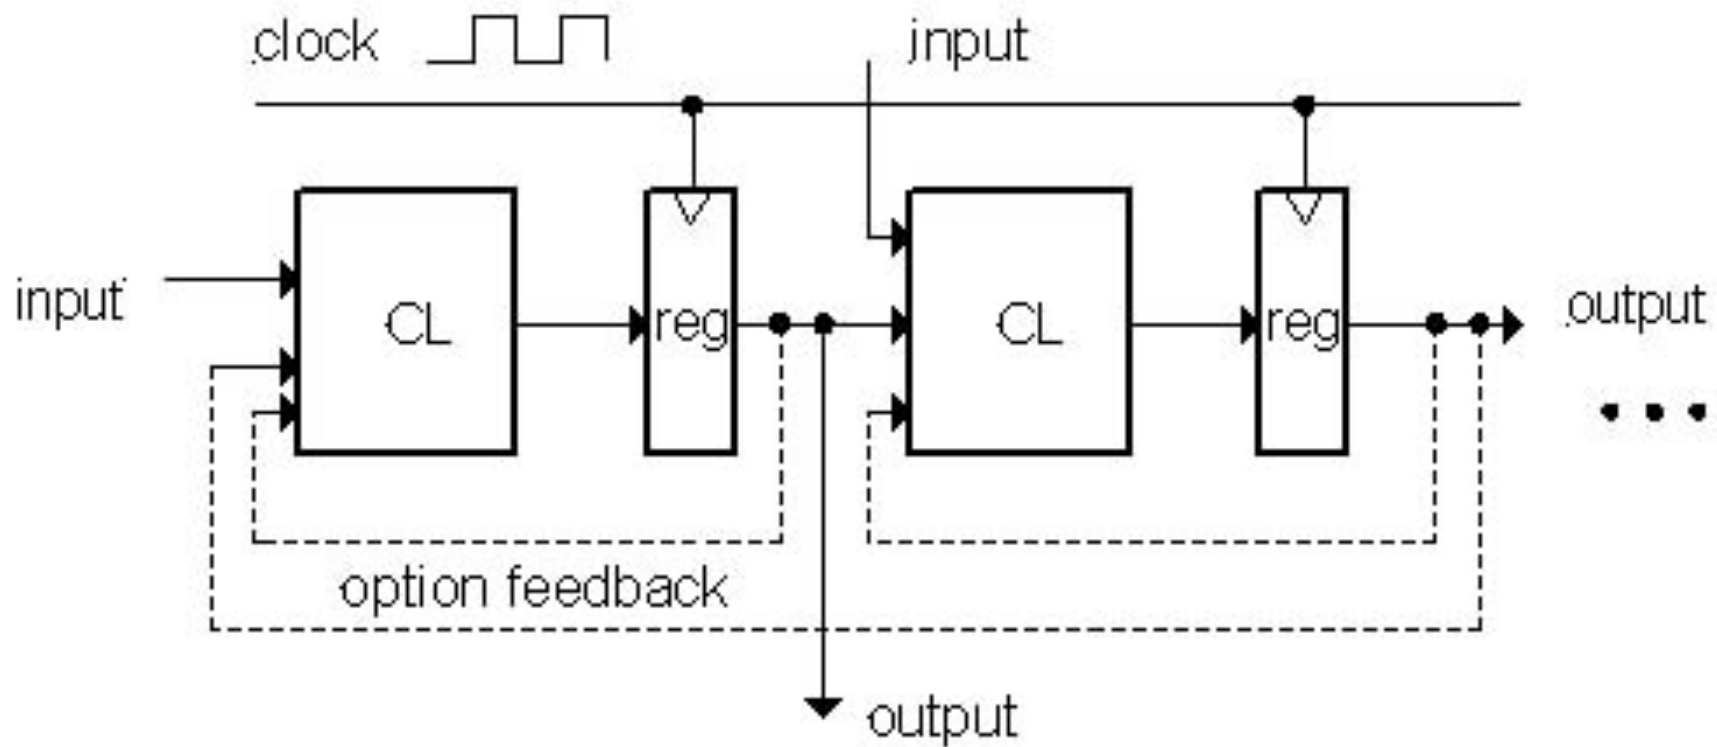 clock
input
input
CL
reg
CL
reg
output
option feedback
output